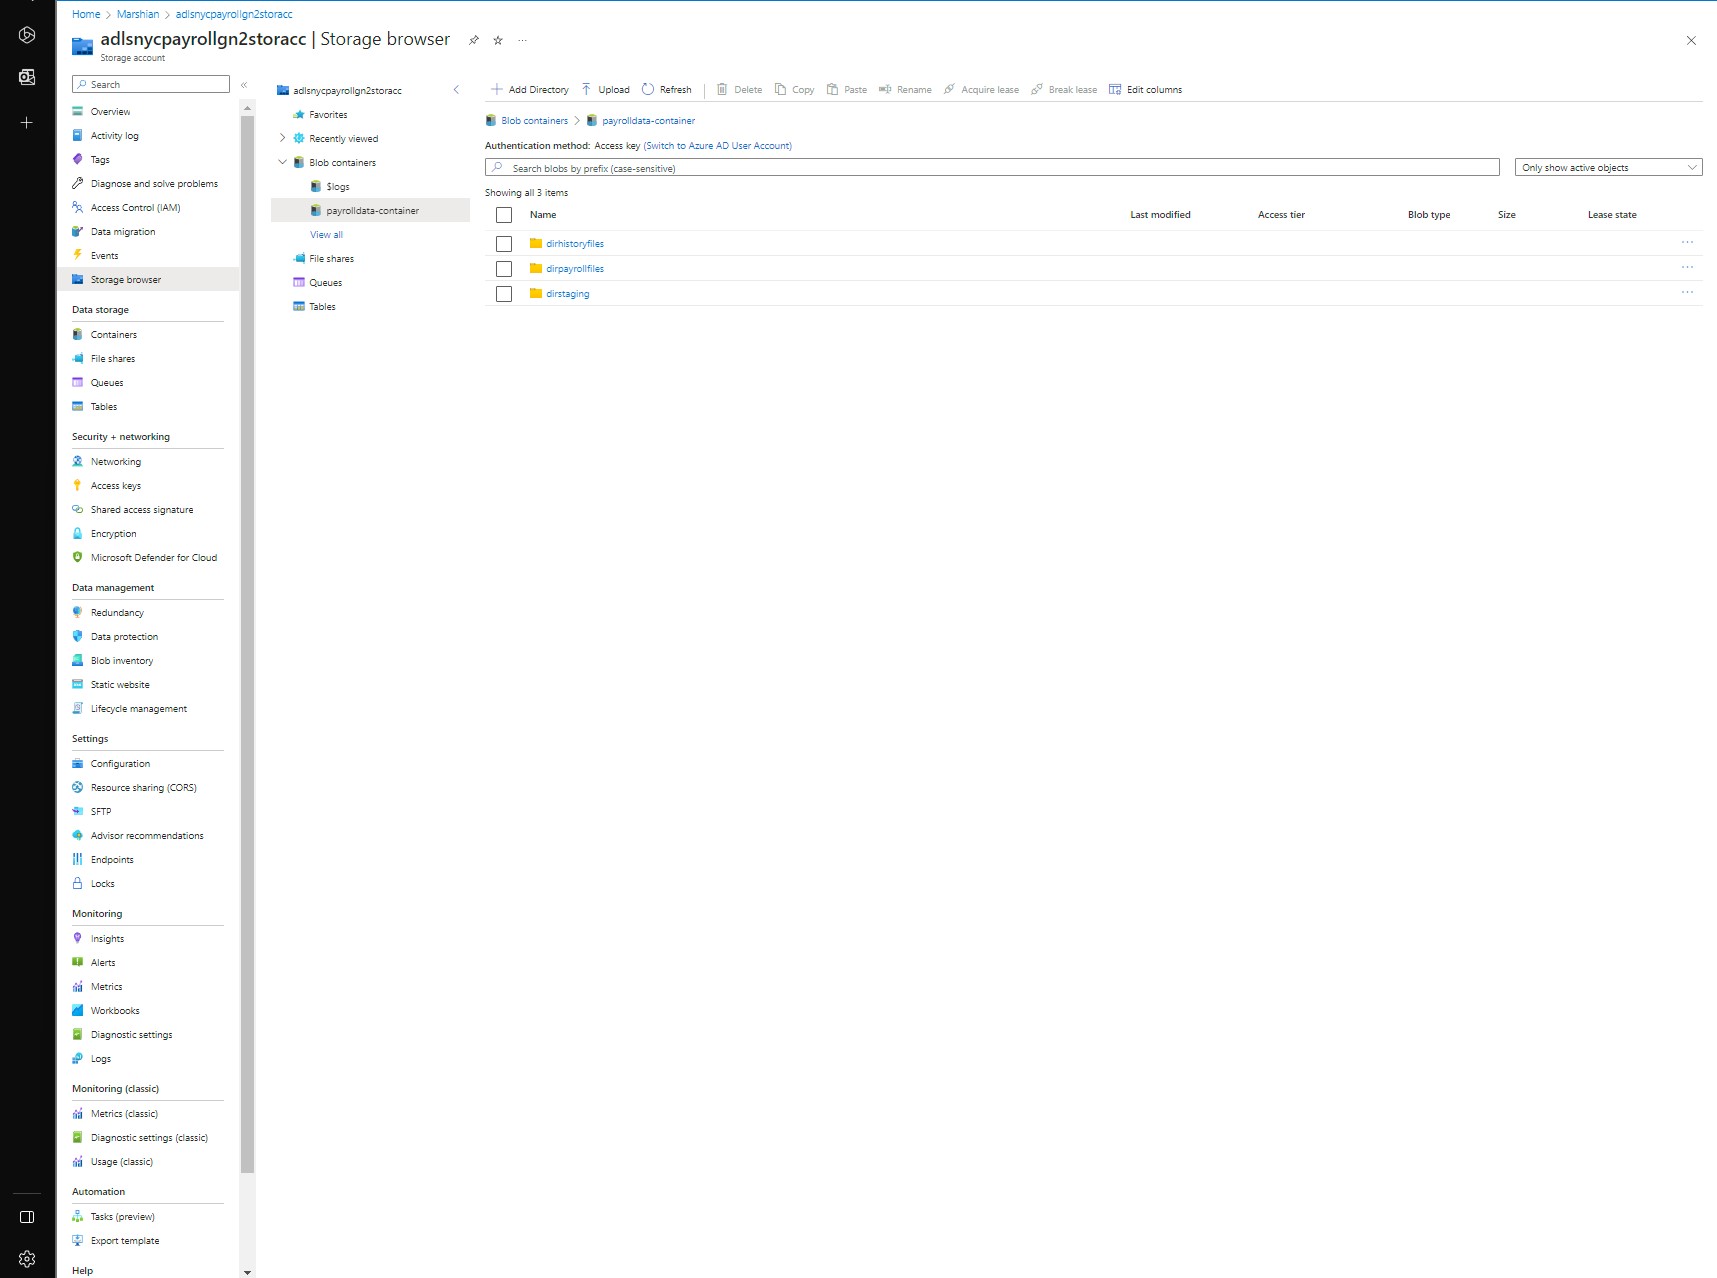 Home > Marshian > adlsnycpayrollgn2storacc
adlsnycpayrollgn2storacc | Storage browser
Storage account
Search
Overview
Activity log
Tags
Diagnose and solve problems
Access Control (IAM)
Data migration
Events
Storage browser
Data storage
Containers
File shares
Queues
Tables
Security + networking
Networking
Access keys
Shared access signature
Encryption
Microsoft Defender for Cloud
Data management
Redundancy
Data protection
Blob inventory
Static website
Lifecycle management
Settings
Configuration
Resource sharing (CORS)
SFTP
Advisor recommendations
Endpoints
Locks
Monitoring
Insights
Alerts
Metrics
Workbooks
Diagnostic settings
Logs
Monitoring (classic)
Metrics (classic)
Diagnostic settings (classic)
Usage (classic)
Automation
Tasks (preview)
Export template
Help
adlsnycpayrollgn2storacc
Favorites
Recently viewed
Blob containers
$logs
payrolldata-container
View all
File shares
Queues
Tables
Add Directory Upload Refresh Delete Copy Paste Rename Acquire lease Break lease Edit columns
Blob containers > payrolldata-container
Authentication method: Access key (Switch to Azure AD User Account)
Search blobs by prefix (case-sensitive) Only show active objects
Showing all 3 items
Name Last modified Access tier Blob type Size Lease state
dirhistoryfiles
dirpayrollfiles
dirstaging